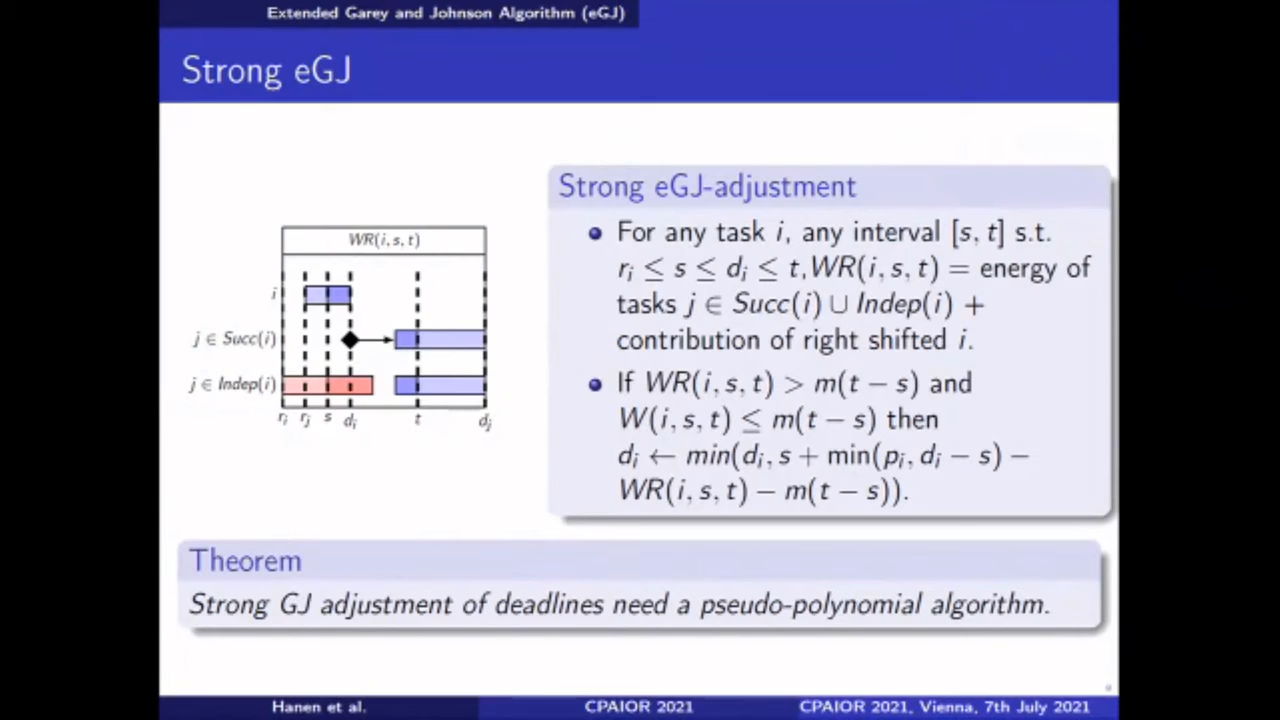 Extended Garey and Johnson Algorithm (eGJ)
Strong eGJ
WR(i, s, t)
i
j ∈ Succ(i)
j ∈ Indep(i)
r_i r_j s d_i t d_j
Strong eGJ-adjustment
For any task i, any interval [s, t] s.t.
r_i ≤ s ≤ d_i ≤ t, WR(i, s, t) = energy of
tasks j ∈ Succ(i) ∪ Indep(i) +
contribution of right shifted i.
If WR(i, s, t) > m(t − s) and
W(i, s, t) ≤ m(t − s) then
d_i ← min(d_i, s + min(p_i, d_i − s) −
WR(i, s, t) − m(t − s)).
Theorem
Strong GJ adjustment of deadlines need a pseudo-polynomial algorithm.
Hanen et al. CPAIOR 2021 CPAIOR 2021, Vienna, 7th July 2021